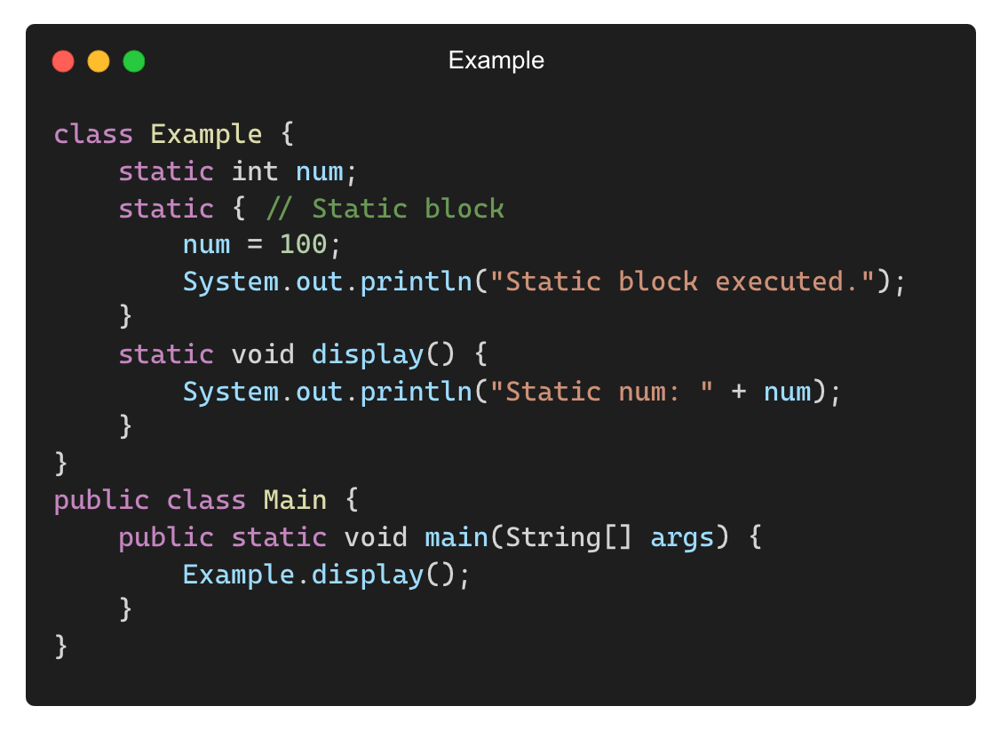 Example
class Example {
    static int num;
    static { // Static block
        num = 100;
        System.out.println("Static block executed.");
    }
    static void display() {
        System.out.println("Static num: " + num);
    }
}
public class Main {
    public static void main(String[] args) {
        Example.display();
    }
}